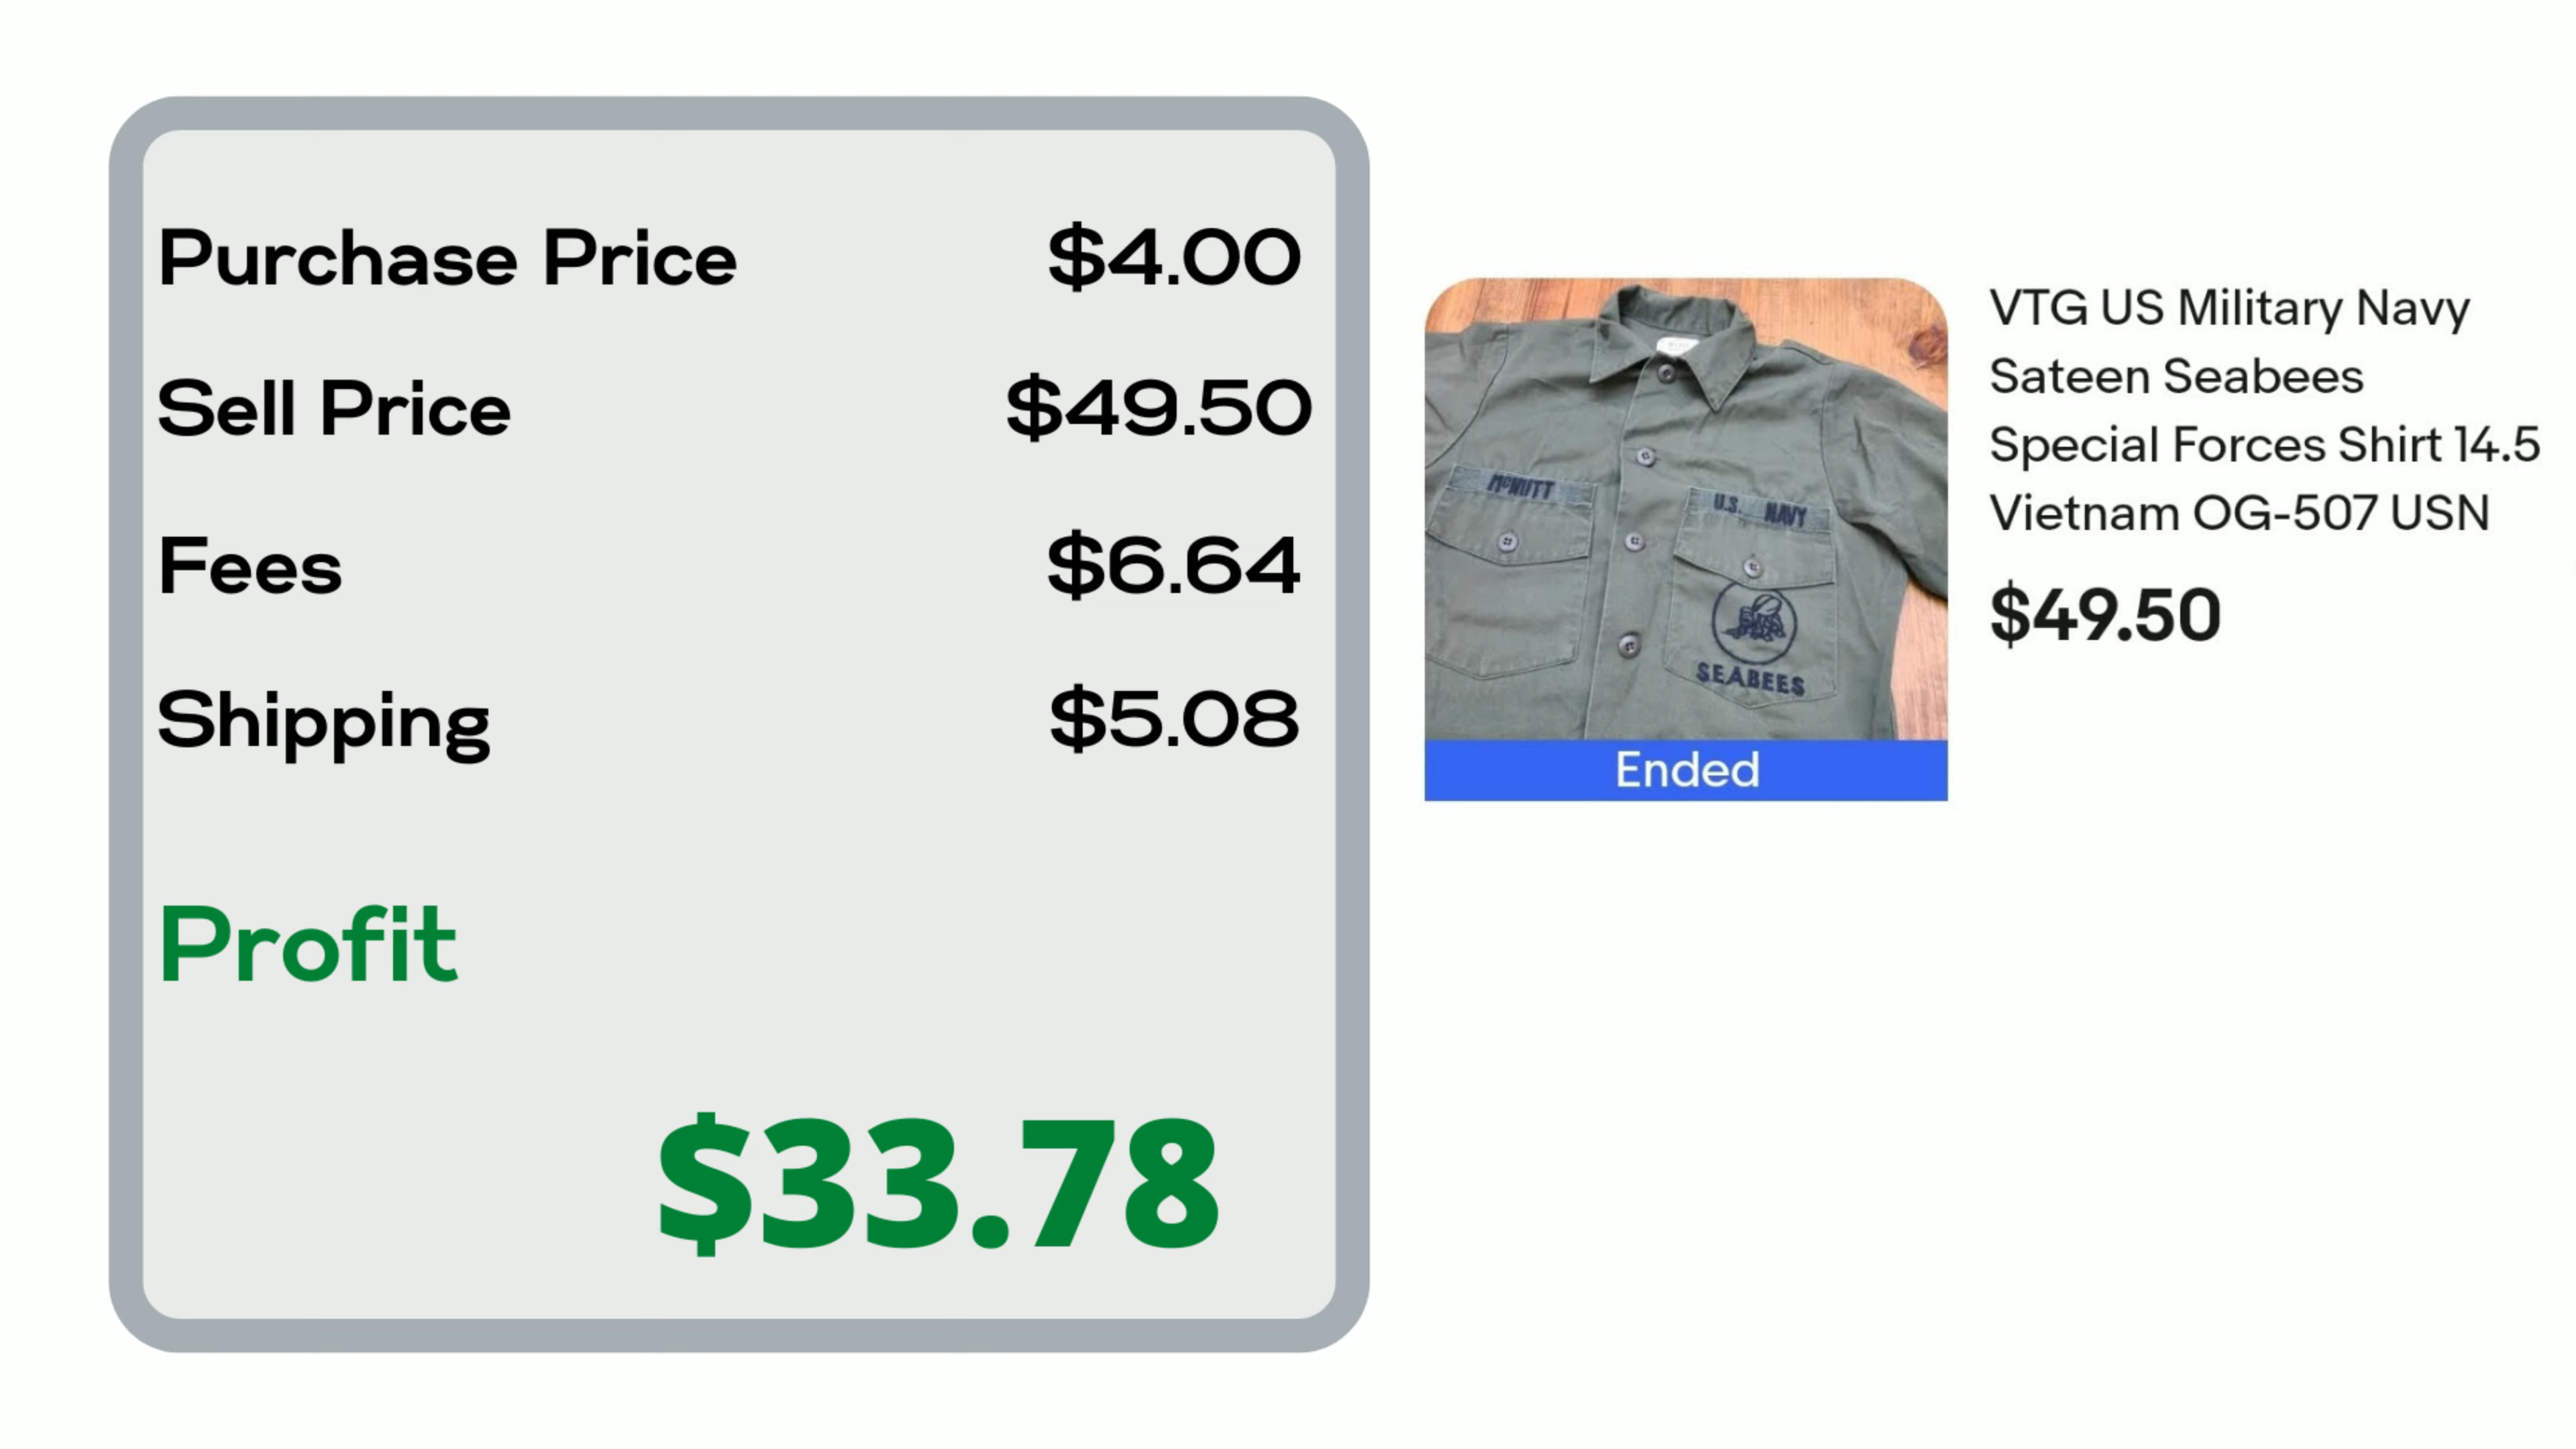 Purchase Price $4.00
Sell Price $49.50
Fees $6.64
Shipping $5.08
Profit
$33.78
McNUTT
U.S. NAVY
SEABEES
Ended
VTG US Military Navy
Sateen Seabees
Special Forces Shirt 14.5
Vietnam OG-507 USN
$49.50